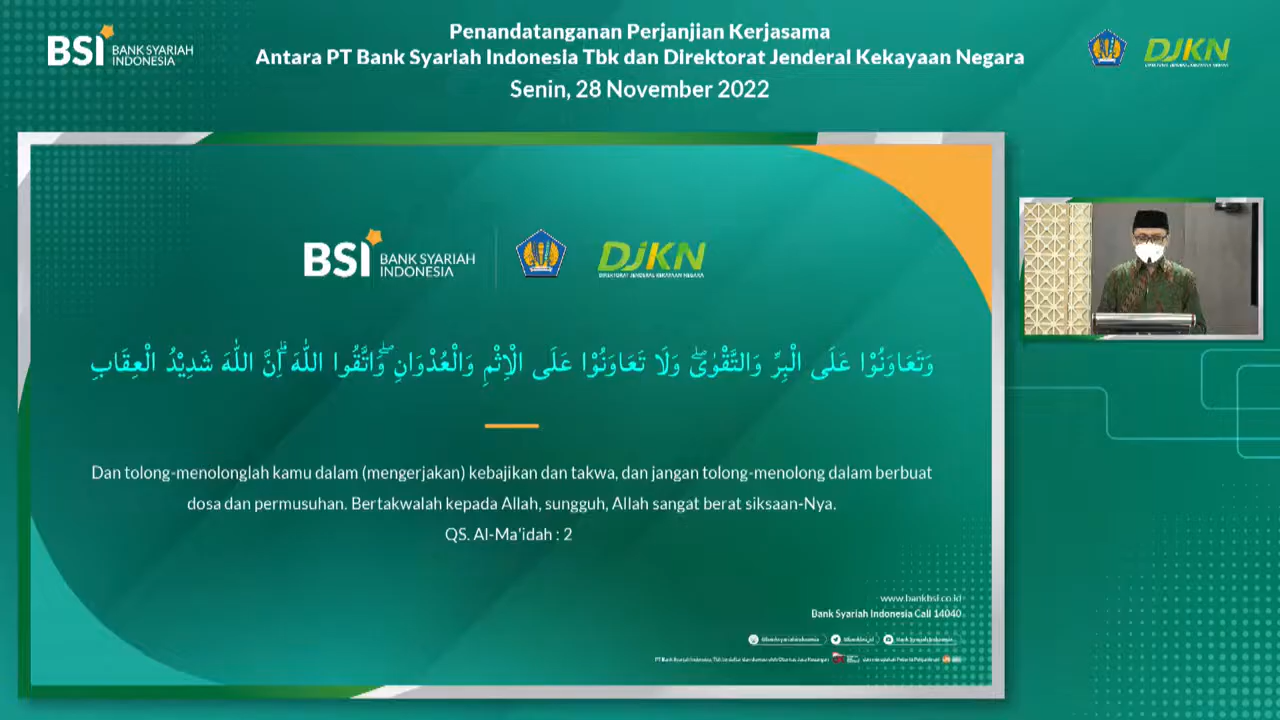 BSI BANK SYARIAH
INDONESIA
Penandatanganan Perjanjian Kerjasama
Antara PT Bank Syariah Indonesia Tbk dan Direktorat Jenderal Kekayaan Negara
Senin, 28 November 2022
DJKN
BSI BANK SYARIAH
INDONESIA
DJKN
DIREKTORAT JENDERAL KEKAYAAN NEGARA
وَتَعَاوَنُوْا عَلَى الْبِرِّ وَالتَّقْوٰىۖ وَلَا تَعَاوَنُوْا عَلَى الْاِثْمِ وَالْعُدْوَانِ ۖوَاتَّقُوا اللّٰهَ ۗاِنَّ اللّٰهَ شَدِيْدُ الْعِقَابِ
Dan tolong-menolonglah kamu dalam (mengerjakan) kebajikan dan takwa, dan jangan tolong-menolong dalam berbuat
dosa dan permusuhan. Bertakwalah kepada Allah, sungguh, Allah sangat berat siksaan-Nya.
QS. Al-Ma'idah : 2
www.bankbsi.co.id
Bank Syariah Indonesia Call 14040